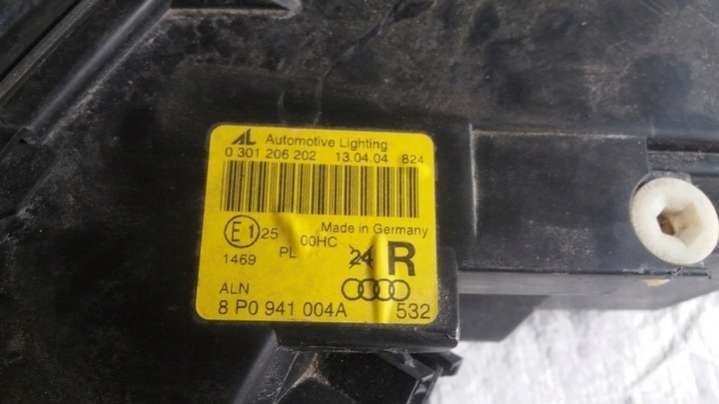 AL Automotive Lighting
0 301 206 202 13.04.04 824
Made in Germany
E1 25 00HC
1469 PL 24 R
ALN
8 P0 941 004A 532